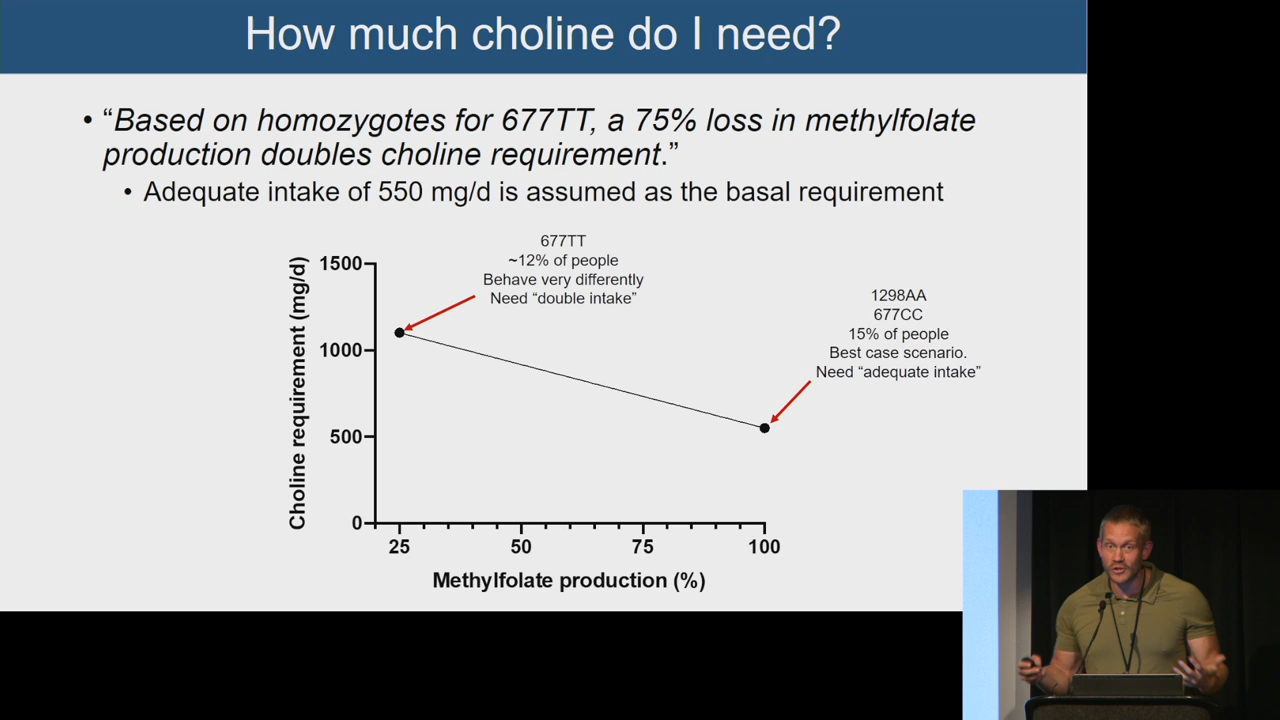 How much choline do I need?
• “Based on homozygotes for 677TT, a 75% loss in methylfolate
production doubles choline requirement.”
• Adequate intake of 550 mg/d is assumed as the basal requirement
677TT
~12% of people
Behave very differently
Need “double intake”
1298AA
677CC
15% of people
Best case scenario.
Need “adequate intake”
Choline requirement (mg/d)
1500
1000
500
0
25 50 75 100
Methylfolate production (%)